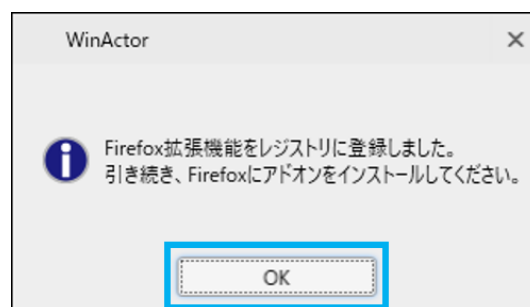 WinActor
Firefox拡張機能をレジストリに登録しました。
引き続き、Firefoxにアドオンをインストールしてください。
OK